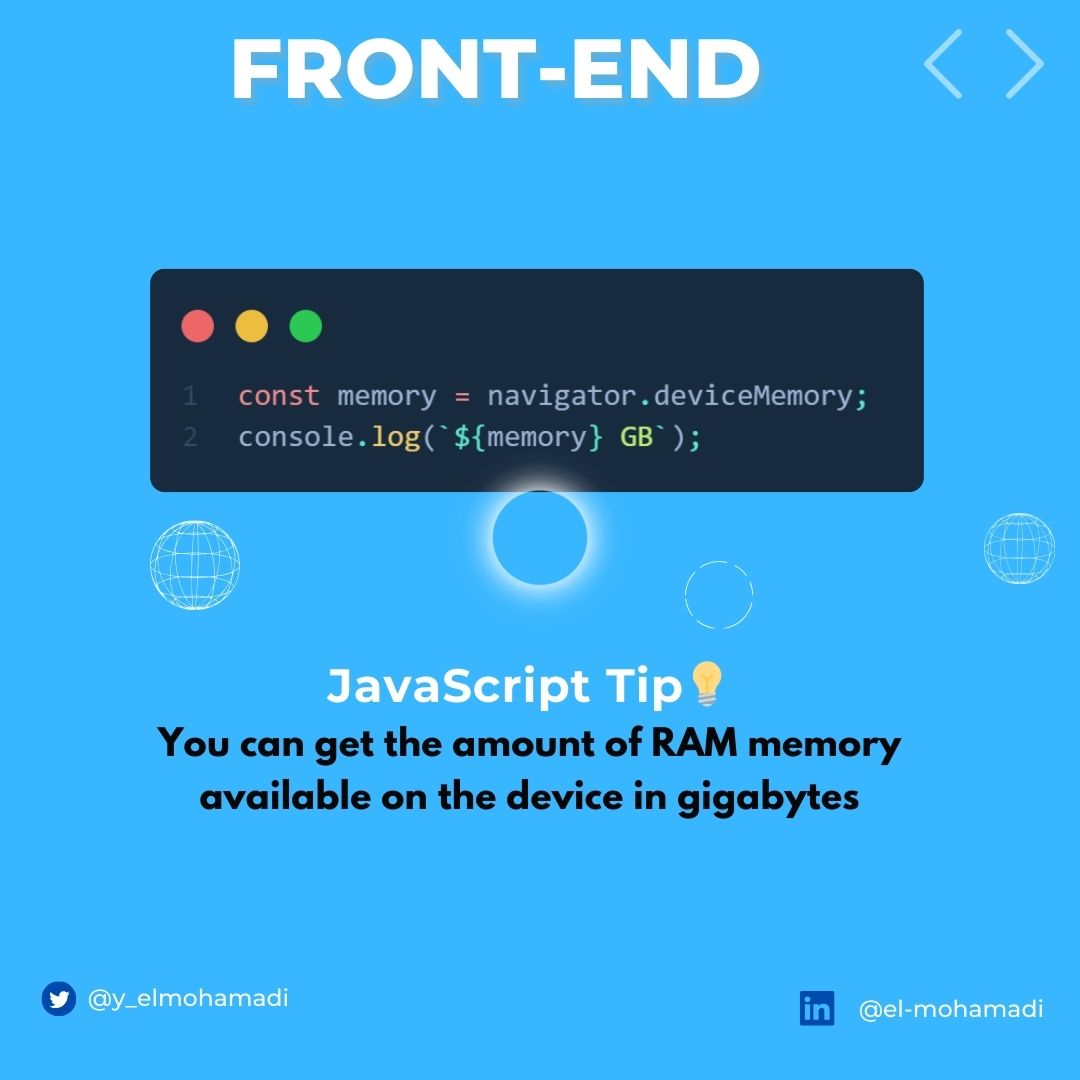 FRONT-END
1 const memory = navigator.deviceMemory;
2 console.log(`${memory} GB`);
JavaScript Tip
You can get the amount of RAM memory
available on the device in gigabytes
@y_elmohamadi
in @el-mohamadi